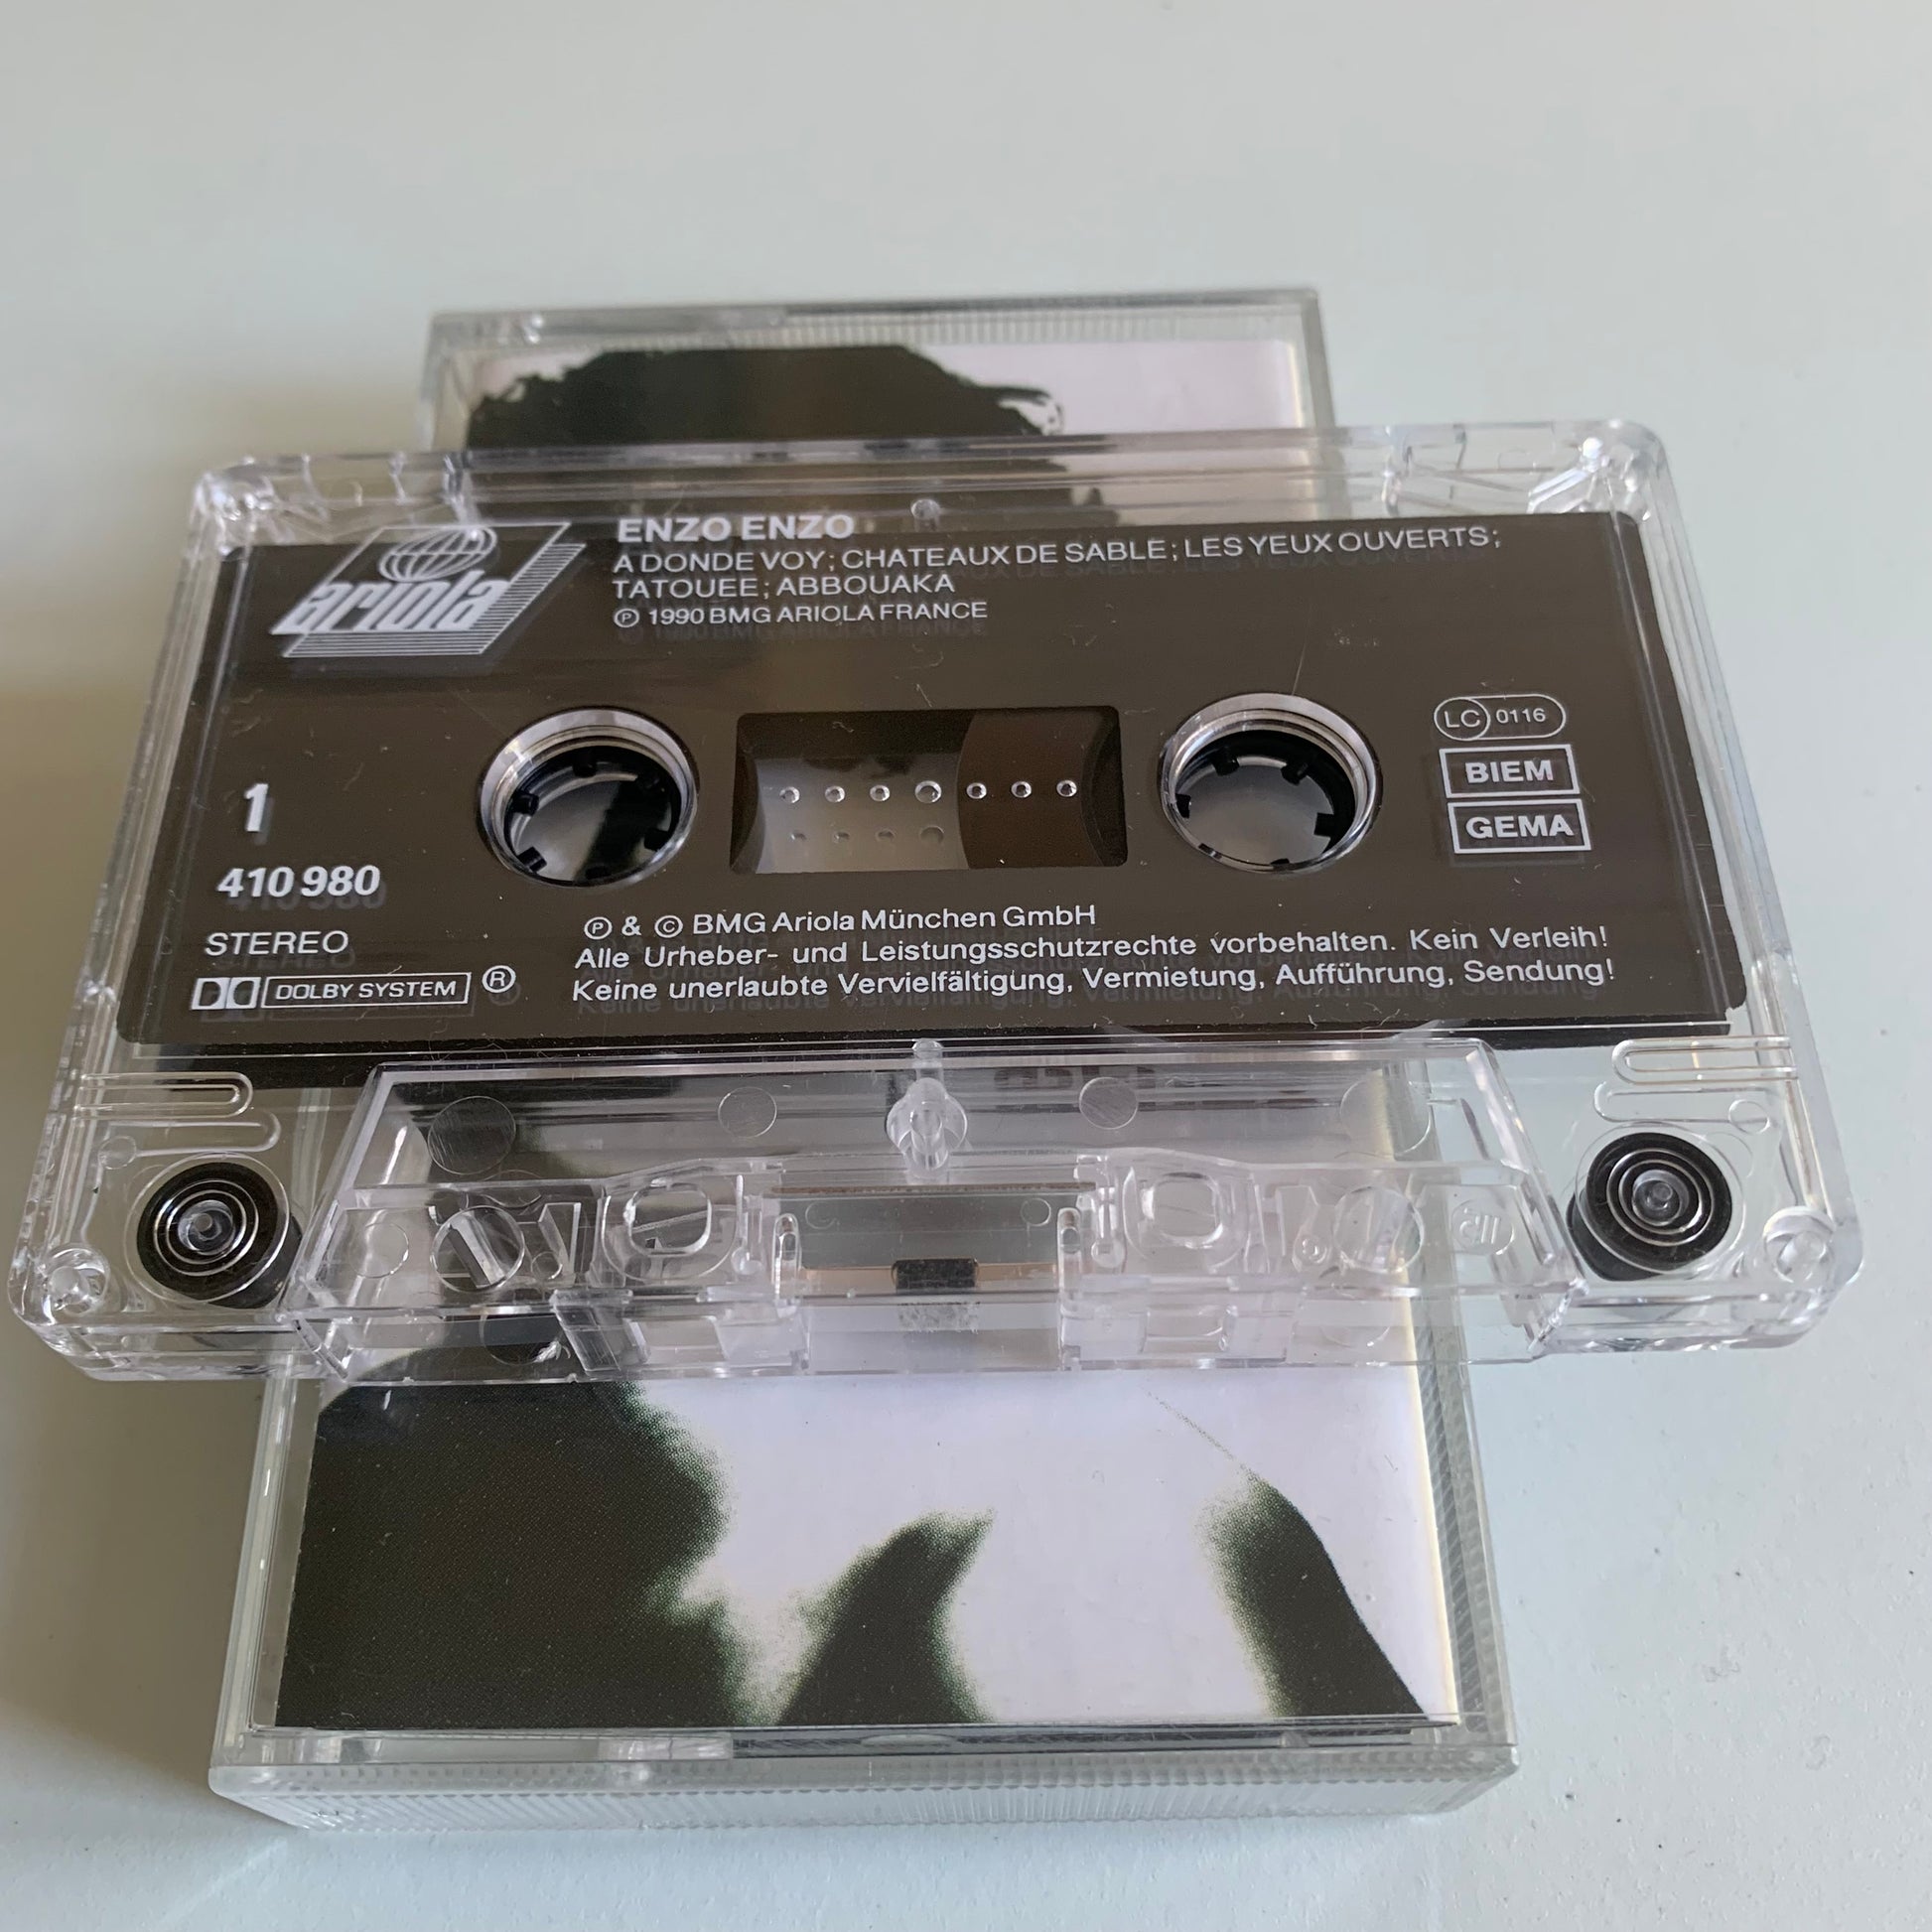 ariola
ENZO ENZO
A DONDE VOY; CHATEAUX DE SABLE; LES YEUX OUVERTS;
TATOUEE; ABBOUAKA
℗ 1990 BMG ARIOLA FRANCE
LC 0116
BIEM
GEMA
1
410 980
STEREO
DOLBY SYSTEM ®
℗ & © BMG Ariola München GmbH
Alle Urheber- und Leistungsschutzrechte vorbehalten. Kein Verleih!
Keine unerlaubte Vervielfältigung, Vermietung, Aufführung, Sendung!